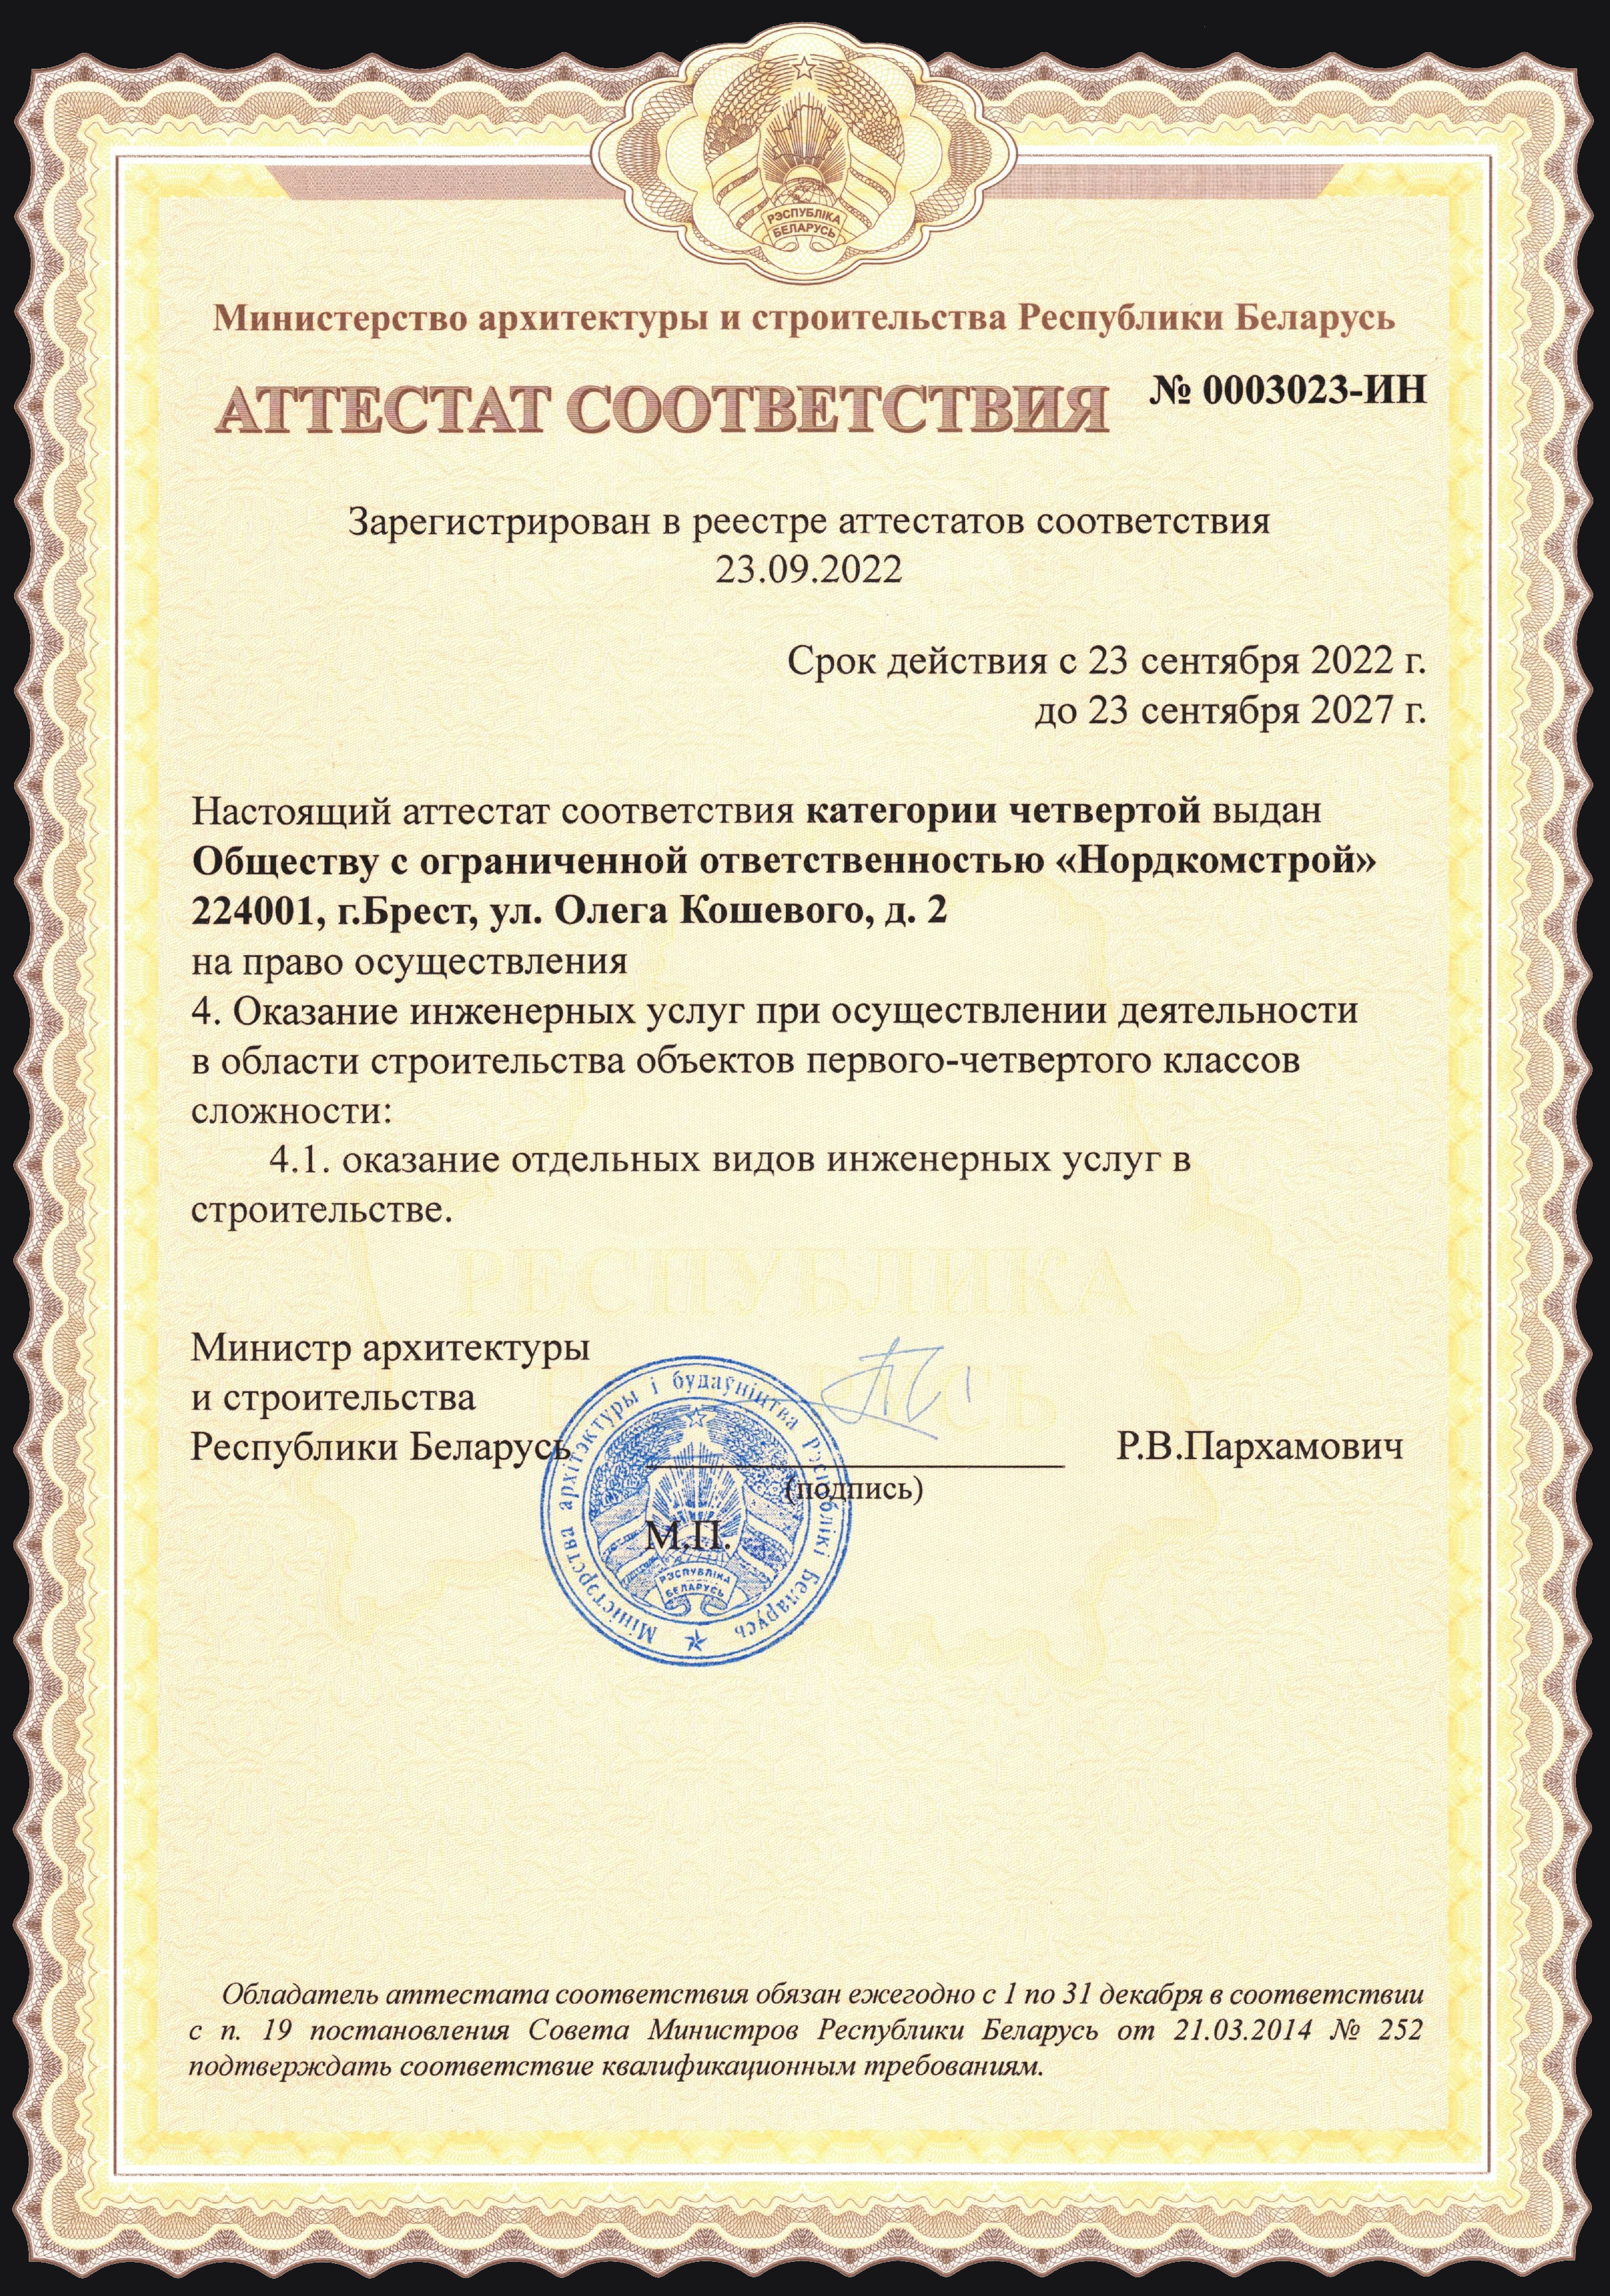 РЭСПУБЛІКА
БЕЛАРУСЬ
Министерство архитектуры и строительства Республики Беларусь
АТТЕСТАТ СООТВЕТСТВИЯ № 0003023-ИН
Зарегистрирован в реестре аттестатов соответствия
23.09.2022
Срок действия с 23 сентября 2022 г.
до 23 сентября 2027 г.
Настоящий аттестат соответствия категории четвертой выдан
Обществу с ограниченной ответственностью «Нордкомстрой»
224001, г.Брест, ул. Олега Кошевого, д. 2
на право осуществления
4. Оказание инженерных услуг при осуществлении деятельности
в области строительства объектов первого-четвертого классов
сложности:
4.1. оказание отдельных видов инженерных услуг в
строительстве.
РЕСПУБЛИКА
Министр архитектуры
и строительства
Республики Беларусь Р.В.Пархамович
(подпись)
М.П.
Міністэрства архітэктуры і будаўніцтва Рэспублікі Беларусь
РЭСПУБЛІКА
БЕЛАРУСЬ
Обладатель аттестата соответствия обязан ежегодно с 1 по 31 декабря в соответствии
с п. 19 постановления Совета Министров Республики Беларусь от 21.03.2014 № 252
подтверждать соответствие квалификационным требованиям.